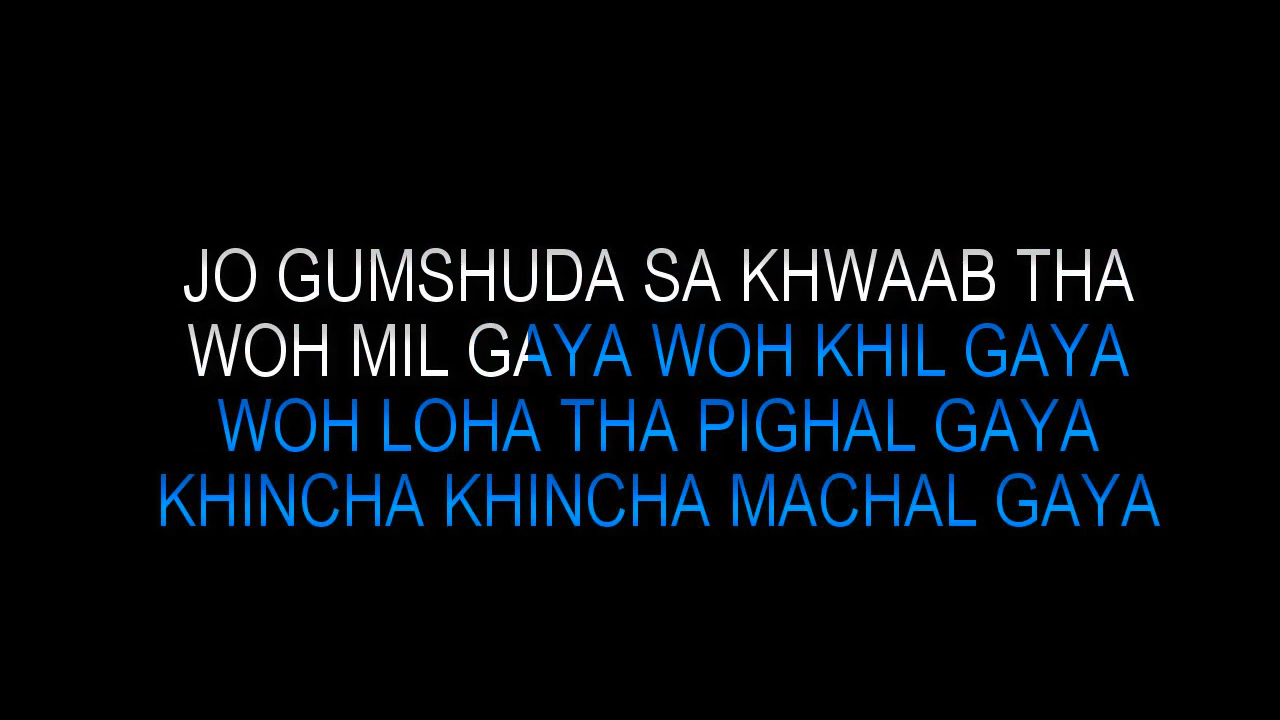 JO GUMSHUDA SA KHWAAB THA
WOH MIL GAYA WOH KHIL GAYA
WOH LOHA THA PIGHAL GAYA
KHINCHA KHINCHA MACHAL GAYA